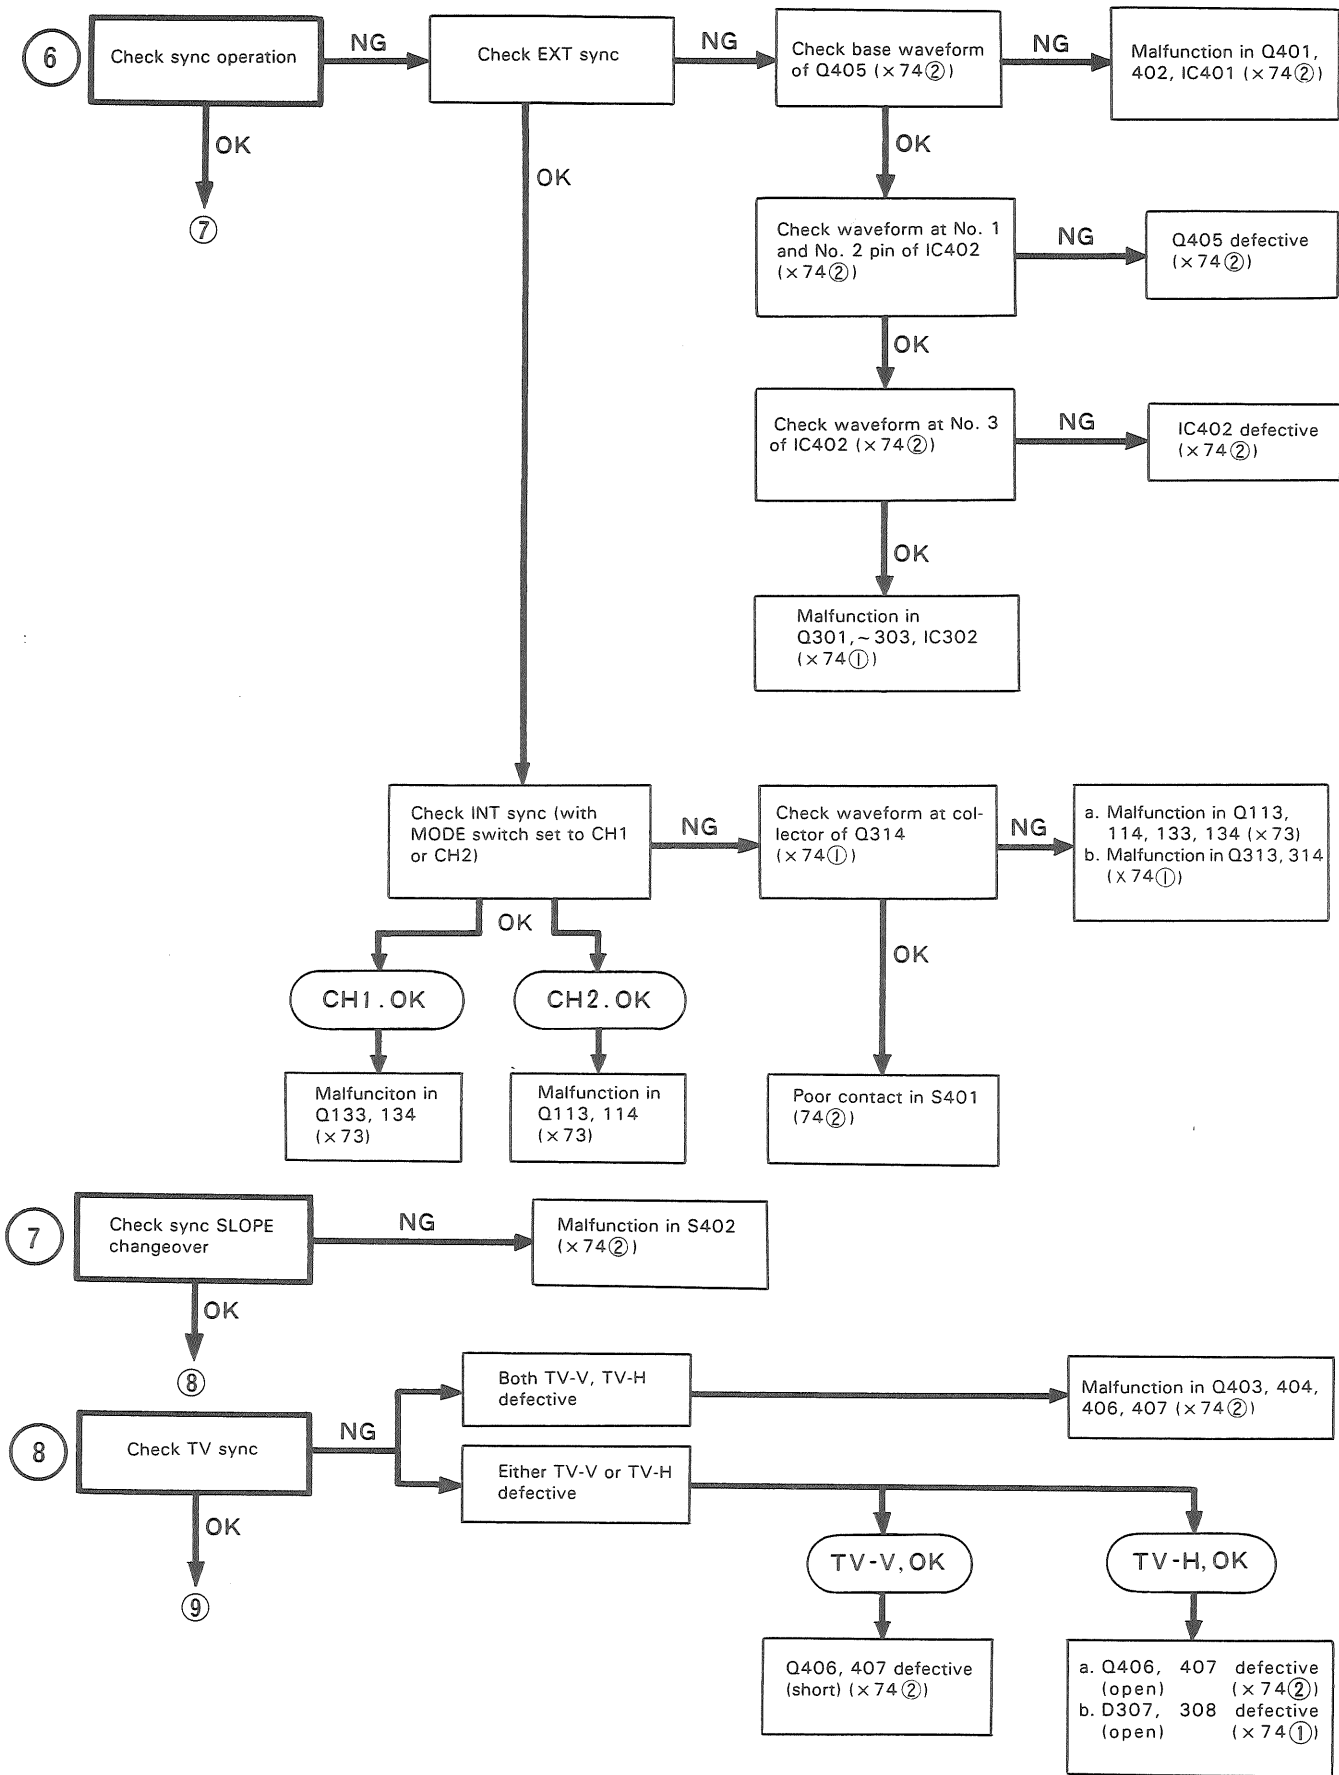 ⑥
Check sync operation
NG
Check EXT sync
NG
Check base waveform
of Q405 (×74②)
NG
Malfunction in Q401,
402, IC401 (×74②)
OK
⑦
OK
OK
Check waveform at No. 1
and No. 2 pin of IC402
(×74②)
NG
Q405 defective
(×74②)
OK
Check waveform at No. 3
of IC402 (×74②)
NG
IC402 defective
(×74②)
OK
Malfunction in
Q301,~303, IC302
(×74①)
Check INT sync (with
MODE switch set to CH1
or CH2)
NG
Check waveform at col-
lector of Q314
(×74①)
NG
a. Malfunction in Q113,
114, 133, 134 (×73)
b. Malfunction in Q313, 314
(×74①)
OK
CH1.OK
CH2.OK
OK
Malfunciton in
Q133, 134
(×73)
Malfunction in
Q113, 114
(×73)
Poor contact in S401
(74②)
⑦
Check sync SLOPE
changeover
NG
Malfunction in S402
(×74②)
OK
⑧
⑧
Check TV sync
NG
Both TV-V, TV-H
defective
Malfunction in Q403, 404,
406, 407 (×74②)
Either TV-V or TV-H
defective
OK
⑨
TV-V, OK
TV-H, OK
Q406, 407 defective
(short) (×74②)
a. Q406, 407 defective
(open) (×74②)
b. D307, 308 defective
(open) (×74①)